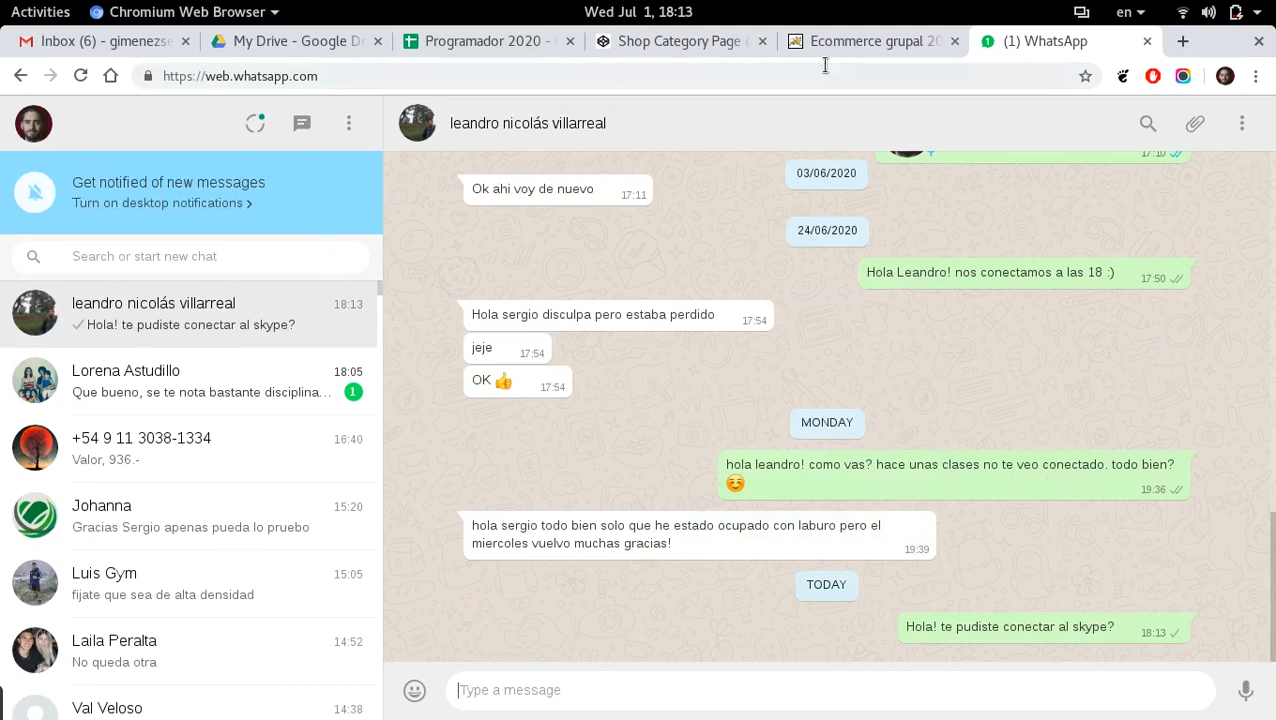 Activities Chromium Web Browser Wed Jul 1, 18:13 en
Inbox (6) - gimenezse My Drive - Google Dr Programador 2020 - Shop Category Page ( Ecommerce grupal 20 (1) WhatsApp
https://web.whatsapp.com
leandro nicolás villarreal
Get notified of new messages
Turn on desktop notifications >
Search or start new chat
leandro nicolás villarreal 18:13
Hola! te pudiste conectar al skype?
Lorena Astudillo 18:05
Que bueno, se te nota bastante disciplina... 1
+54 9 11 3038-1334 16:40
Valor, 936.-
Johanna 15:20
Gracias Sergio apenas pueda lo pruebo
Luis Gym 15:05
fijate que sea de alta densidad
Laila Peralta 14:52
No queda otra
Val Veloso 14:38
17:10
03/06/2020
Ok ahi voy de nuevo 17:11
24/06/2020
Hola Leandro! nos conectamos a las 18 :) 17:50
Hola sergio disculpa pero estaba perdido 17:54
jeje 17:54
OK 👍 17:54
MONDAY
hola leandro! como vas? hace unas clases no te veo conectado. todo bien?
☺️ 19:36
hola sergio todo bien solo que he estado ocupado con laburo pero el
miercoles vuelvo muchas gracias! 19:39
TODAY
Hola! te pudiste conectar al skype? 18:13
Type a message